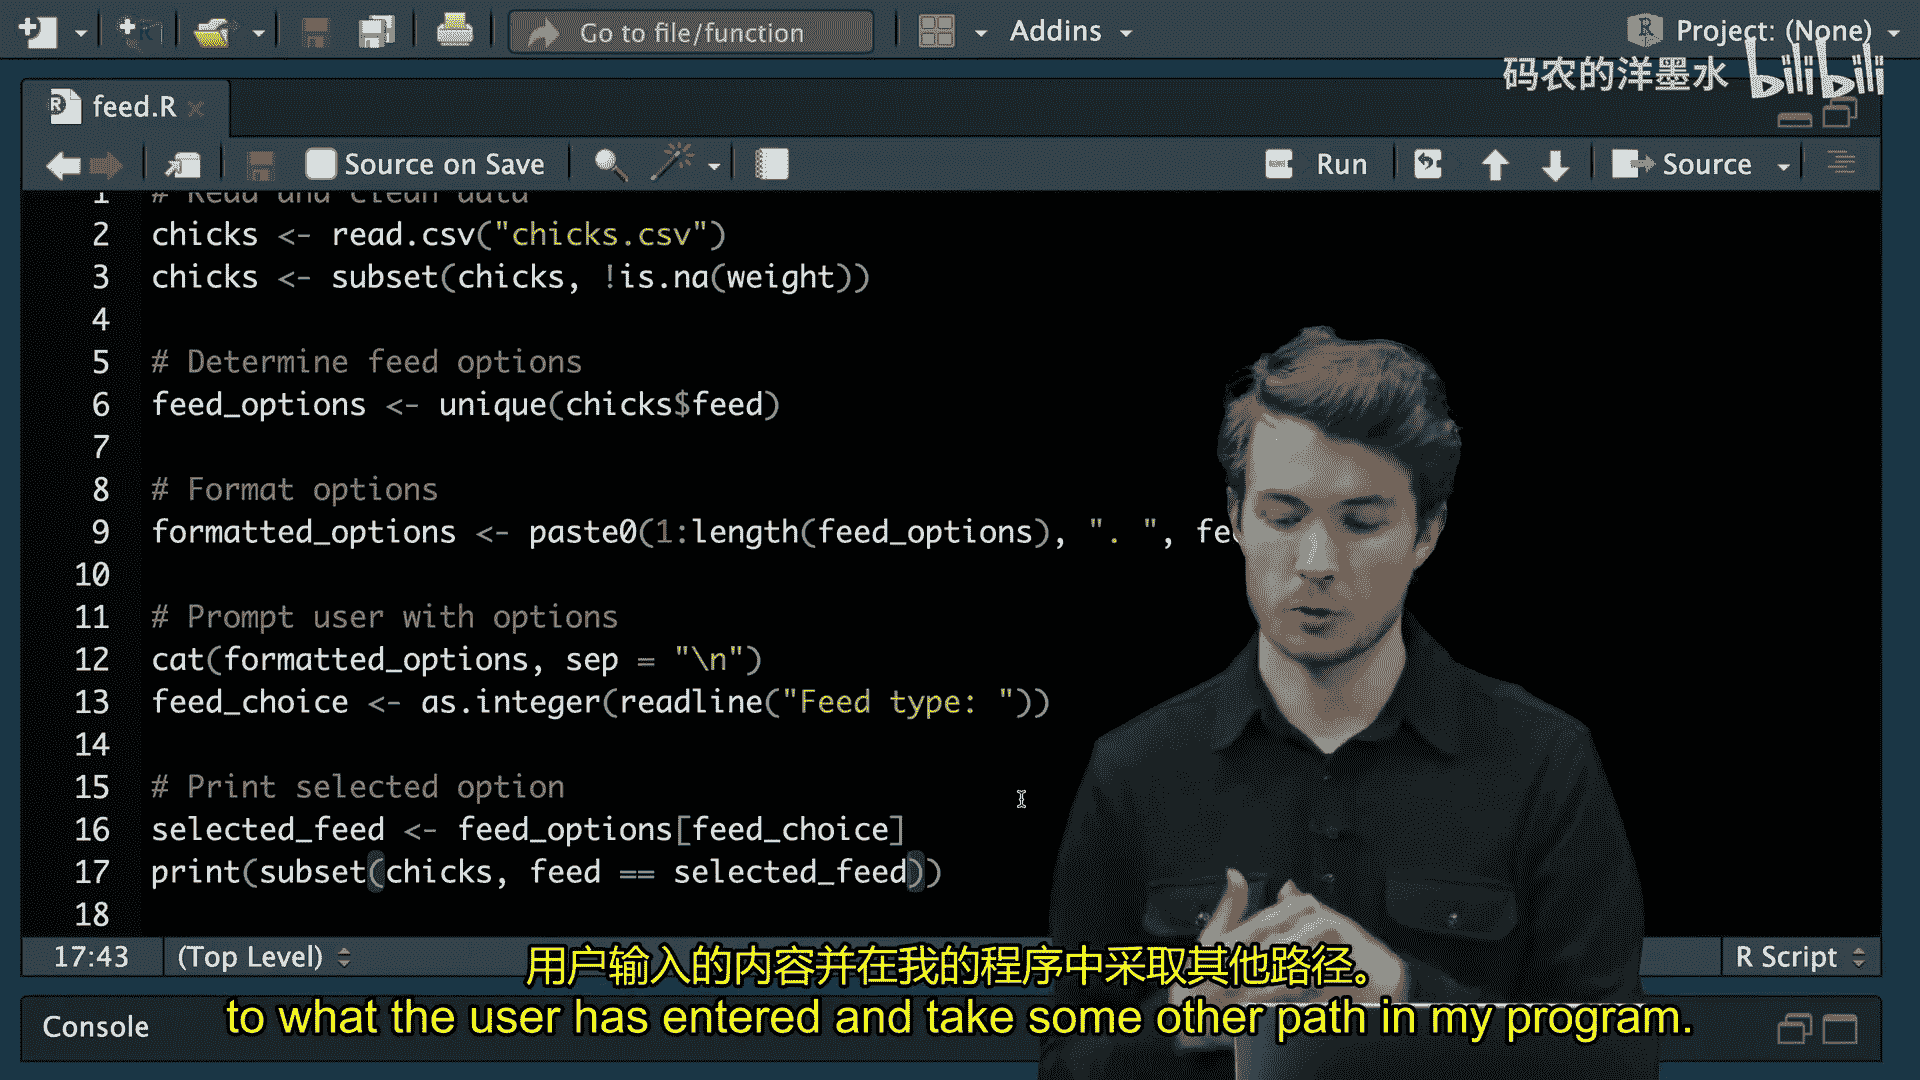 Go to file/function
Addins
Project: (None)
码农的洋墨水 bilibili
feed.R
Source on Save
Run
Source
1 # Read and clean data
2 chicks <- read.csv("chicks.csv")
3 chicks <- subset(chicks, !is.na(weight))
4
5 # Determine feed options
6 feed_options <- unique(chicks$feed)
7
8 # Format options
9 formatted_options <- paste0(1:length(feed_options), ". ", fe
10
11 # Prompt user with options
12 cat(formatted_options, sep = "\n")
13 feed_choice <- as.integer(readline("Feed type: "))
14
15 # Print selected option
16 selected_feed <- feed_options[feed_choice]
17 print(subset(chicks, feed == selected_feed))
18
17:43 (Top Level)
R Script
用户输入的内容并在我的程序中采取其他路径。
to what the user has entered and take some other path in my program.
Console